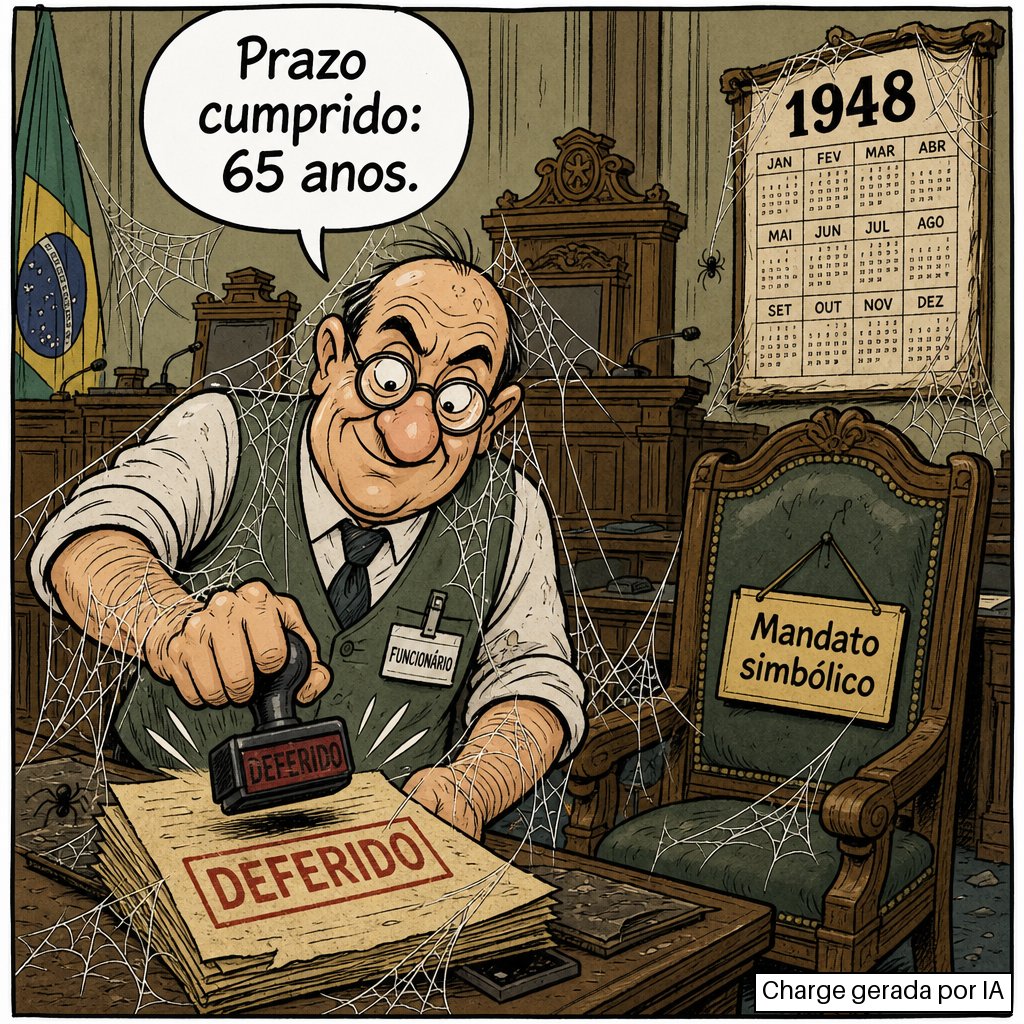 Prazo
cumprido:
65 anos.
1948
JAN FEV MAR ABR
MAI JUN JUL AGO
SET OUT NOV DEZ
FUNCIONÁRIO
Mandato
simbólico
DEFERIDO
DEFERIDO
Charge gerada por IA